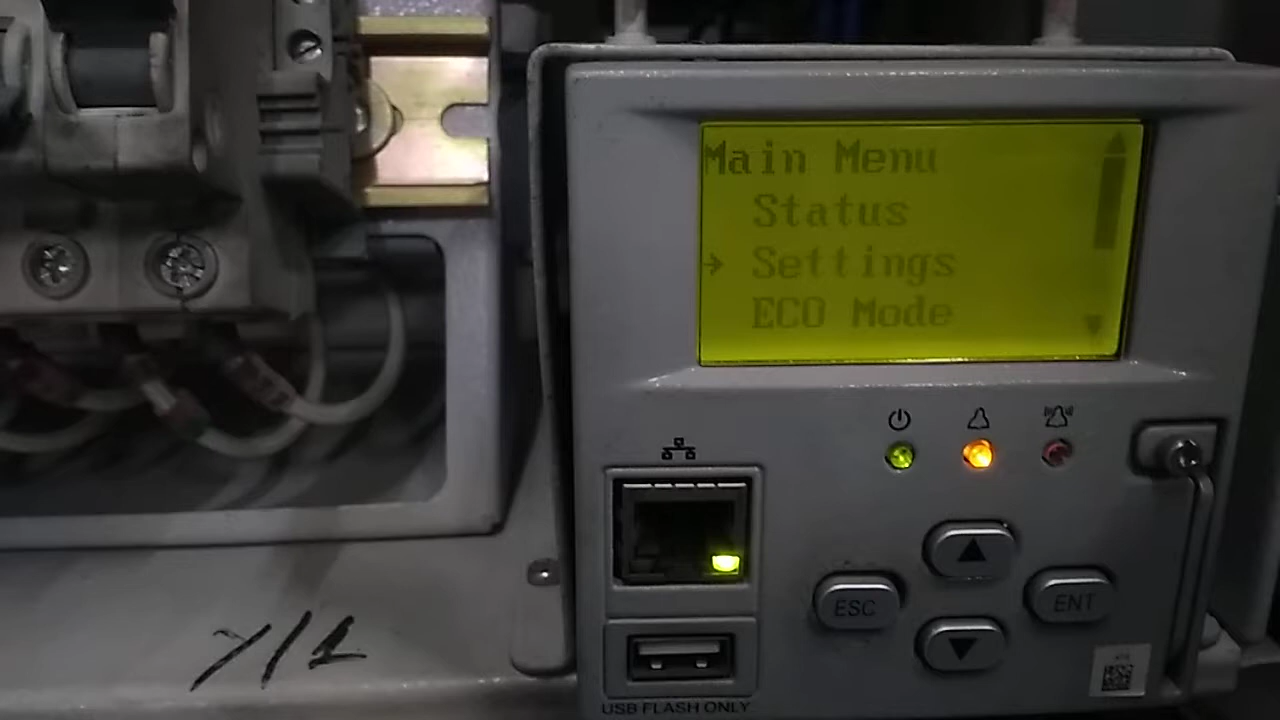 Main Menu
Status
→ Settings
ECO Mode
ESC
ENT
USB FLASH ONLY